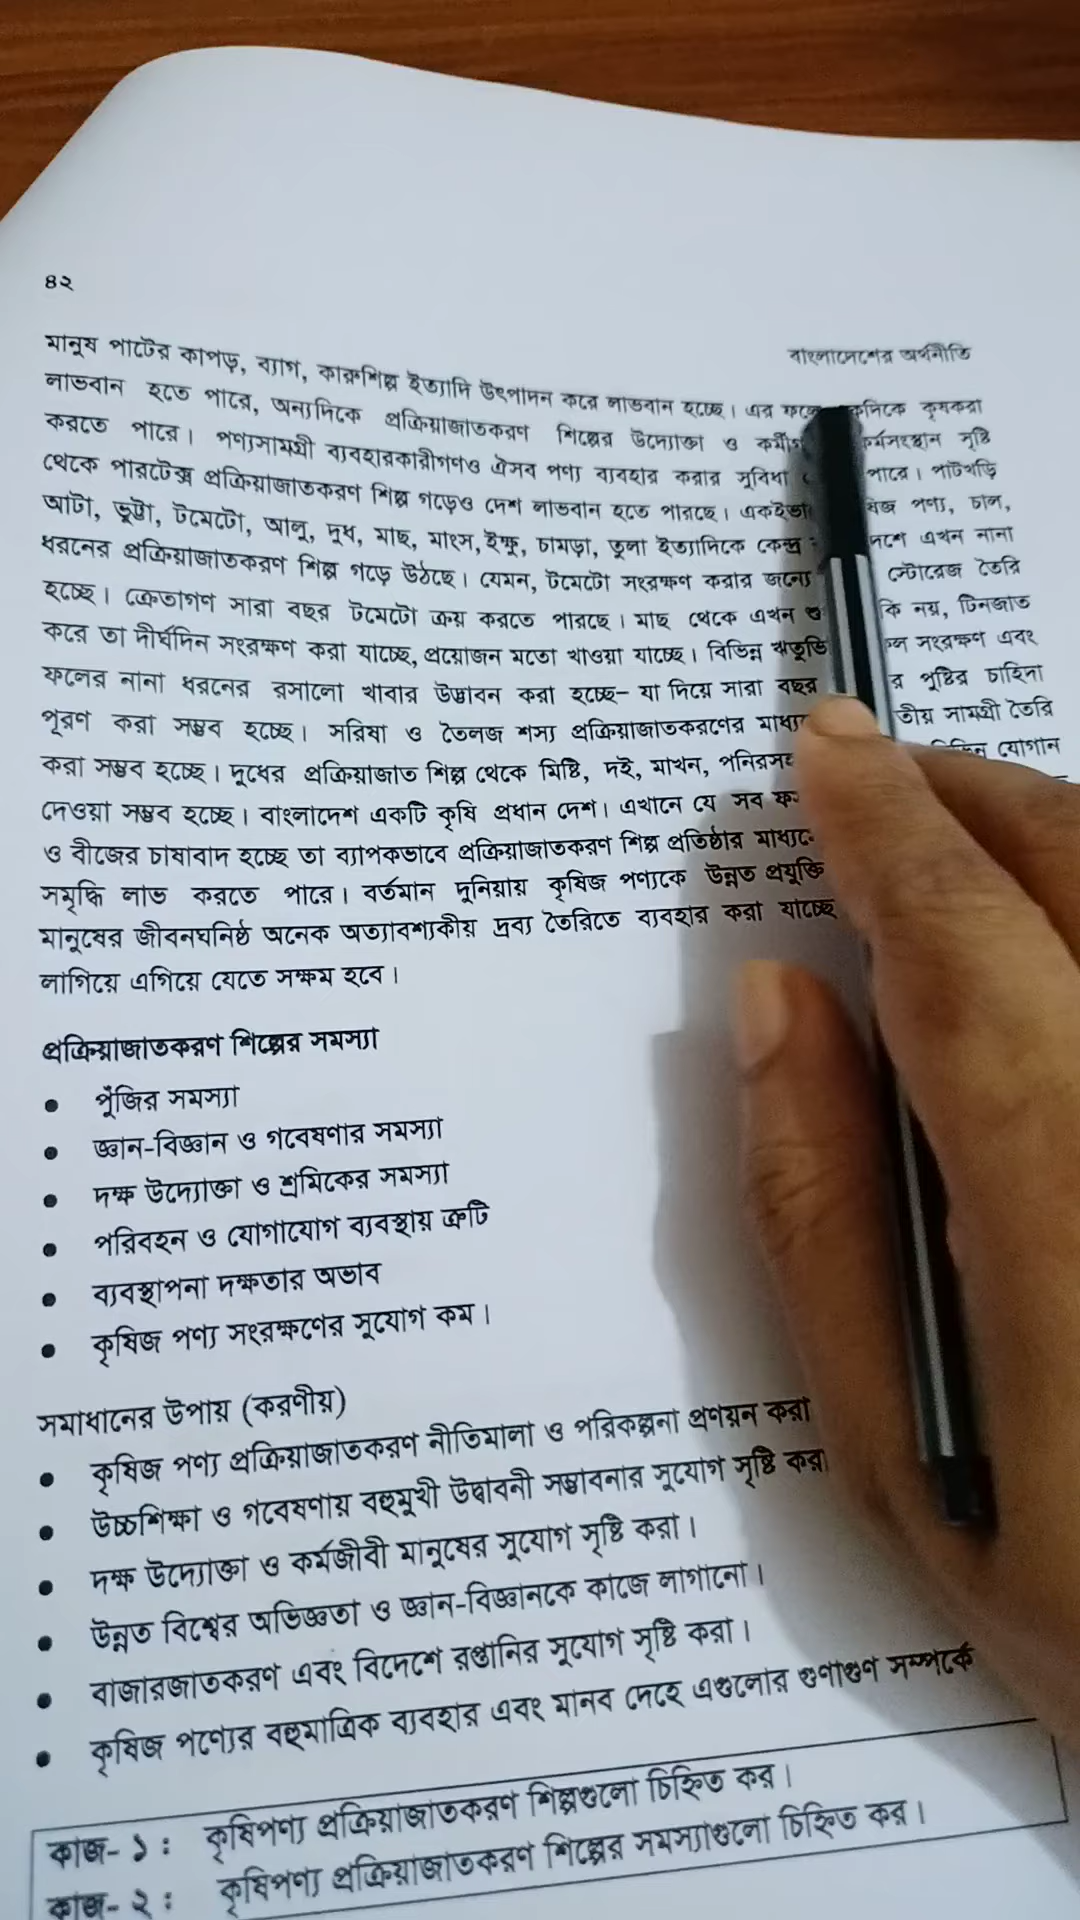 ৪২
বাংলাদেশের অর্থনীতি
মানুষ পাটের কাপড়, ব্যাগ, কারুশিল্প ইত্যাদি উৎপাদন করে লাভবান হচ্ছে। এর ফলে কদিকে কৃষকরা
লাভবান হতে পারে, অন্যদিকে প্রক্রিয়াজাতকরণ শিল্পের উদ্যোক্তা ও কর্মসংস্থান সৃষ্টি
করতে পারে। পণ্যসামগ্রী ব্যবহারকারীগণও ঐসব পণ্য ব্যবহার করার সুবিধা পারে। পাটখড়ি
থেকে পারটেক্স প্রক্রিয়াজাতকরণ শিল্প গড়েও দেশ লাভবান হতে পারছে। পণ্য, চাল,
আটা, ভুট্টা, টমেটো, আলু, দুধ, মাছ, মাংস, ইক্ষু, চামড়া, তুলা ইত্যাদিকে কেন্দ্র এখন নানা
ধরনের প্রক্রিয়াজাতকরণ শিল্প গড়ে উঠছে। যেমন, টমেটো সংরক্ষণ করার জন্যে স্টোরেজ তৈরি
হচ্ছে। ক্রেতাগণ সারা বছর টমেটো ক্রয় করতে পারছে। মাছ থেকে এখন নয়, টিনজাত
করে তা দীর্ঘদিন সংরক্ষণ করা যাচ্ছে, প্রয়োজন মতো খাওয়া যাচ্ছে। বিভিন্ন সংরক্ষণ এবং
ফলের নানা ধরনের রসালো খাবার উদ্ভাবন করা হচ্ছে– যা দিয়ে সারা বছর পুষ্টির চাহিদা
পূরণ করা সম্ভব হচ্ছে। সরিষা ও তৈলজ শস্য প্রক্রিয়াজাতকরণের সামগ্রী তৈরি
করা সম্ভব হচ্ছে। দুধের প্রক্রিয়াজাত শিল্প থেকে মিষ্টি, দই, মাখন, যোগান
দেওয়া সম্ভব হচ্ছে। বাংলাদেশ একটি কৃষি প্রধান দেশ। এখানে যে সব
ও বীজের চাষাবাদ হচ্ছে তা ব্যাপকভাবে প্রক্রিয়াজাতকরণ শিল্প প্রতিষ্ঠার
সমৃদ্ধি লাভ করতে পারে। বর্তমান দুনিয়ায় কৃষিজ পণ্যকে উন্নত প্রযুক্তি
মানুষের জীবনঘনিষ্ঠ অনেক অত্যাবশ্যকীয় দ্রব্য তৈরিতে ব্যবহার করা যাচ্ছে
লাগিয়ে এগিয়ে যেতে সক্ষম হবে।
প্রক্রিয়াজাতকরণ শিল্পের সমস্যা
● পুঁজির সমস্যা
● জ্ঞান-বিজ্ঞান ও গবেষণার সমস্যা
● দক্ষ উদ্যোক্তা ও শ্রমিকের সমস্যা
● পরিবহন ও যোগাযোগ ব্যবস্থায় ত্রুটি
● ব্যবস্থাপনা দক্ষতার অভাব
● কৃষিজ পণ্য সংরক্ষণের সুযোগ কম।
সমাধানের উপায় (করণীয়)
● কৃষিজ পণ্য প্রক্রিয়াজাতকরণ নীতিমালা ও পরিকল্পনা প্রণয়ন করা
● উচ্চশিক্ষা ও গবেষণায় বহুমুখী উদ্ভাবনী সম্ভাবনার সুযোগ সৃষ্টি করা
● দক্ষ উদ্যোক্তা ও কর্মজীবী মানুষের সুযোগ সৃষ্টি করা।
● উন্নত বিশ্বের অভিজ্ঞতা ও জ্ঞান-বিজ্ঞানকে কাজে লাগানো।
● বাজারজাতকরণ এবং বিদেশে রপ্তানির সুযোগ সৃষ্টি করা।
● কৃষিজ পণ্যের বহুমাত্রিক ব্যবহার এবং মানব দেহে এগুলোর গুণাগুণ সম্পর্কে
কাজ- ১ : কৃষিপণ্য প্রক্রিয়াজাতকরণ শিল্পগুলো চিহ্নিত কর।
কাজ- ২ : কৃষিপণ্য প্রক্রিয়াজাতকরণ শিল্পের সমস্যাগুলো চিহ্নিত কর।